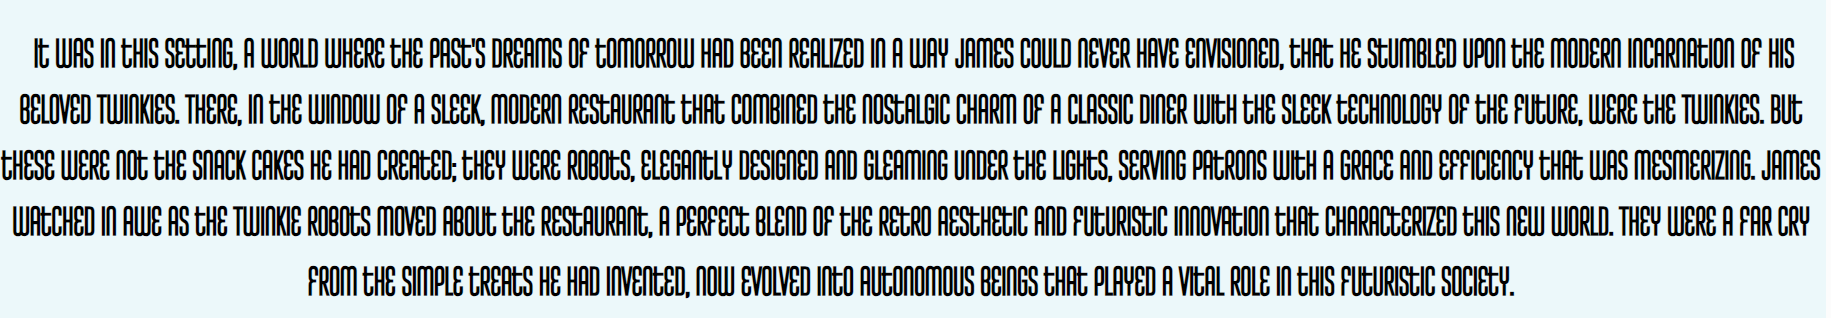 It was in this setting, a world where the past's dreams of tomorrow had been realized in a way James could never have envisioned, that he stumbled upon the modern incarnation of his
beloved Twinkies. There, in the window of a sleek, modern restaurant that combined the nostalgic charm of a classic diner with the sleek technology of the future, were the Twinkies. But
these were not the snack cakes he had created; they were robots, elegantly designed and gleaming under the lights, serving patrons with a grace and efficiency that was mesmerizing. James
watched in awe as the Twinkie robots moved about the restaurant, a perfect blend of the retro aesthetic and futuristic innovation that characterized this new world. They were a far cry
from the simple treats he had invented, now evolved into autonomous beings that played a vital role in this futuristic society.